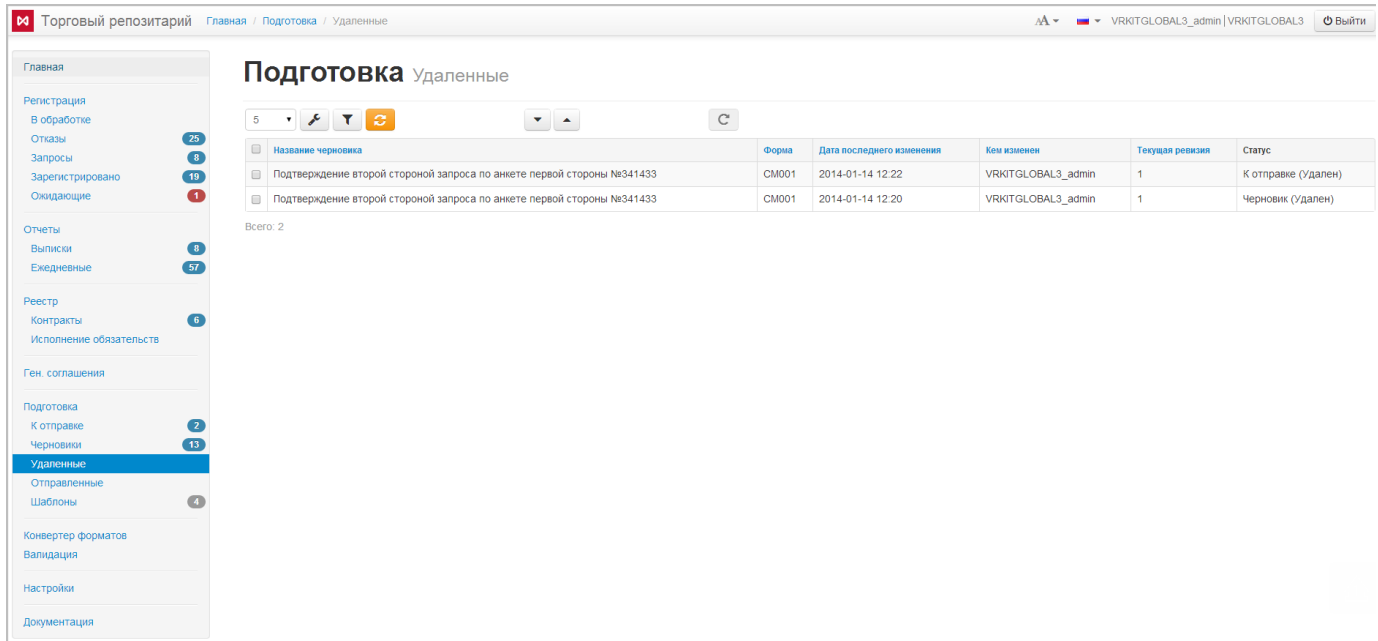 Торговый репозитарий Главная / Подготовка / Удаленные AA VRKITGLOBAL3_admin | VRKITGLOBAL3 Выйти
Главная
Регистрация
В обработке
Отказы 25
Запросы 8
Зарегистрировано 19
Ожидающие 1
Отчеты
Выписки 8
Ежедневные 57
Реестр
Контракты 6
Исполнение обязательств
Ген. соглашения
Подготовка
К отправке 2
Черновики 13
Удаленные
Отправленные
Шаблоны 4
Конвертер форматов
Валидация
Настройки
Документация
Подготовка Удаленные
5
Название черновика Форма Дата последнего изменения Кем изменен Текущая ревизия Статус
Подтверждение второй стороной запроса по анкете первой стороны №341433 CM001 2014-01-14 12:22 VRKITGLOBAL3_admin 1 К отправке (Удален)
Подтверждение второй стороной запроса по анкете первой стороны №341433 CM001 2014-01-14 12:20 VRKITGLOBAL3_admin 1 Черновик (Удален)
Всего: 2